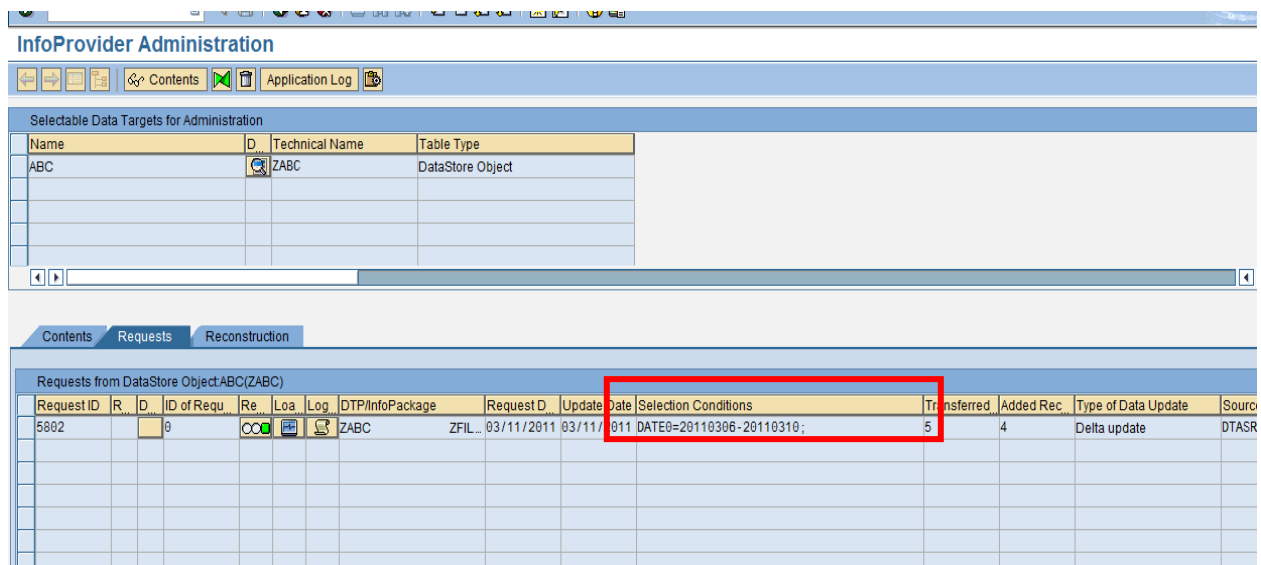 InfoProvider Administration
Contents Application Log
Selectable Data Targets for Administration
Name D... Technical Name Table Type
ABC ZABC DataStore Object
Contents Requests Reconstruction
Requests from DataStore Object:ABC(ZABC)
Request ID R... D... ID of Requ... Re... Loa... Log... DTP/InfoPackage Request D... Update Date Selection Conditions Transferred... Added Rec... Type of Data Update Source
5802 0 ZABC ZFIL... 03/11/2011 03/11/2011 DATE0=20110306-20110310; 5 4 Delta update DTASR